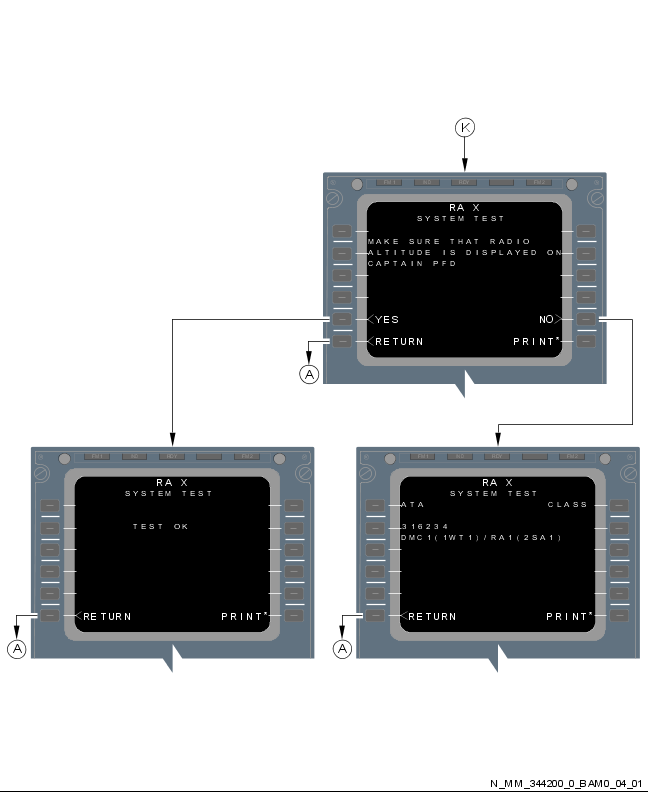 K
RA X
SYSTEM TEST
MAKE SURE THAT RADIO
ALTITUDE IS DISPLAYED ON
CAPTAIN PFD
<YES NO>
<RETURN PRINT*
A
RA X
SYSTEM TEST
TEST OK
<RETURN PRINT*
A
RA X
SYSTEM TEST
ATA CLASS
316234
DMC1(1WT1)/RA1(2SA1)
<RETURN PRINT*
A
N_MM_344200_0_BAM0_04_01